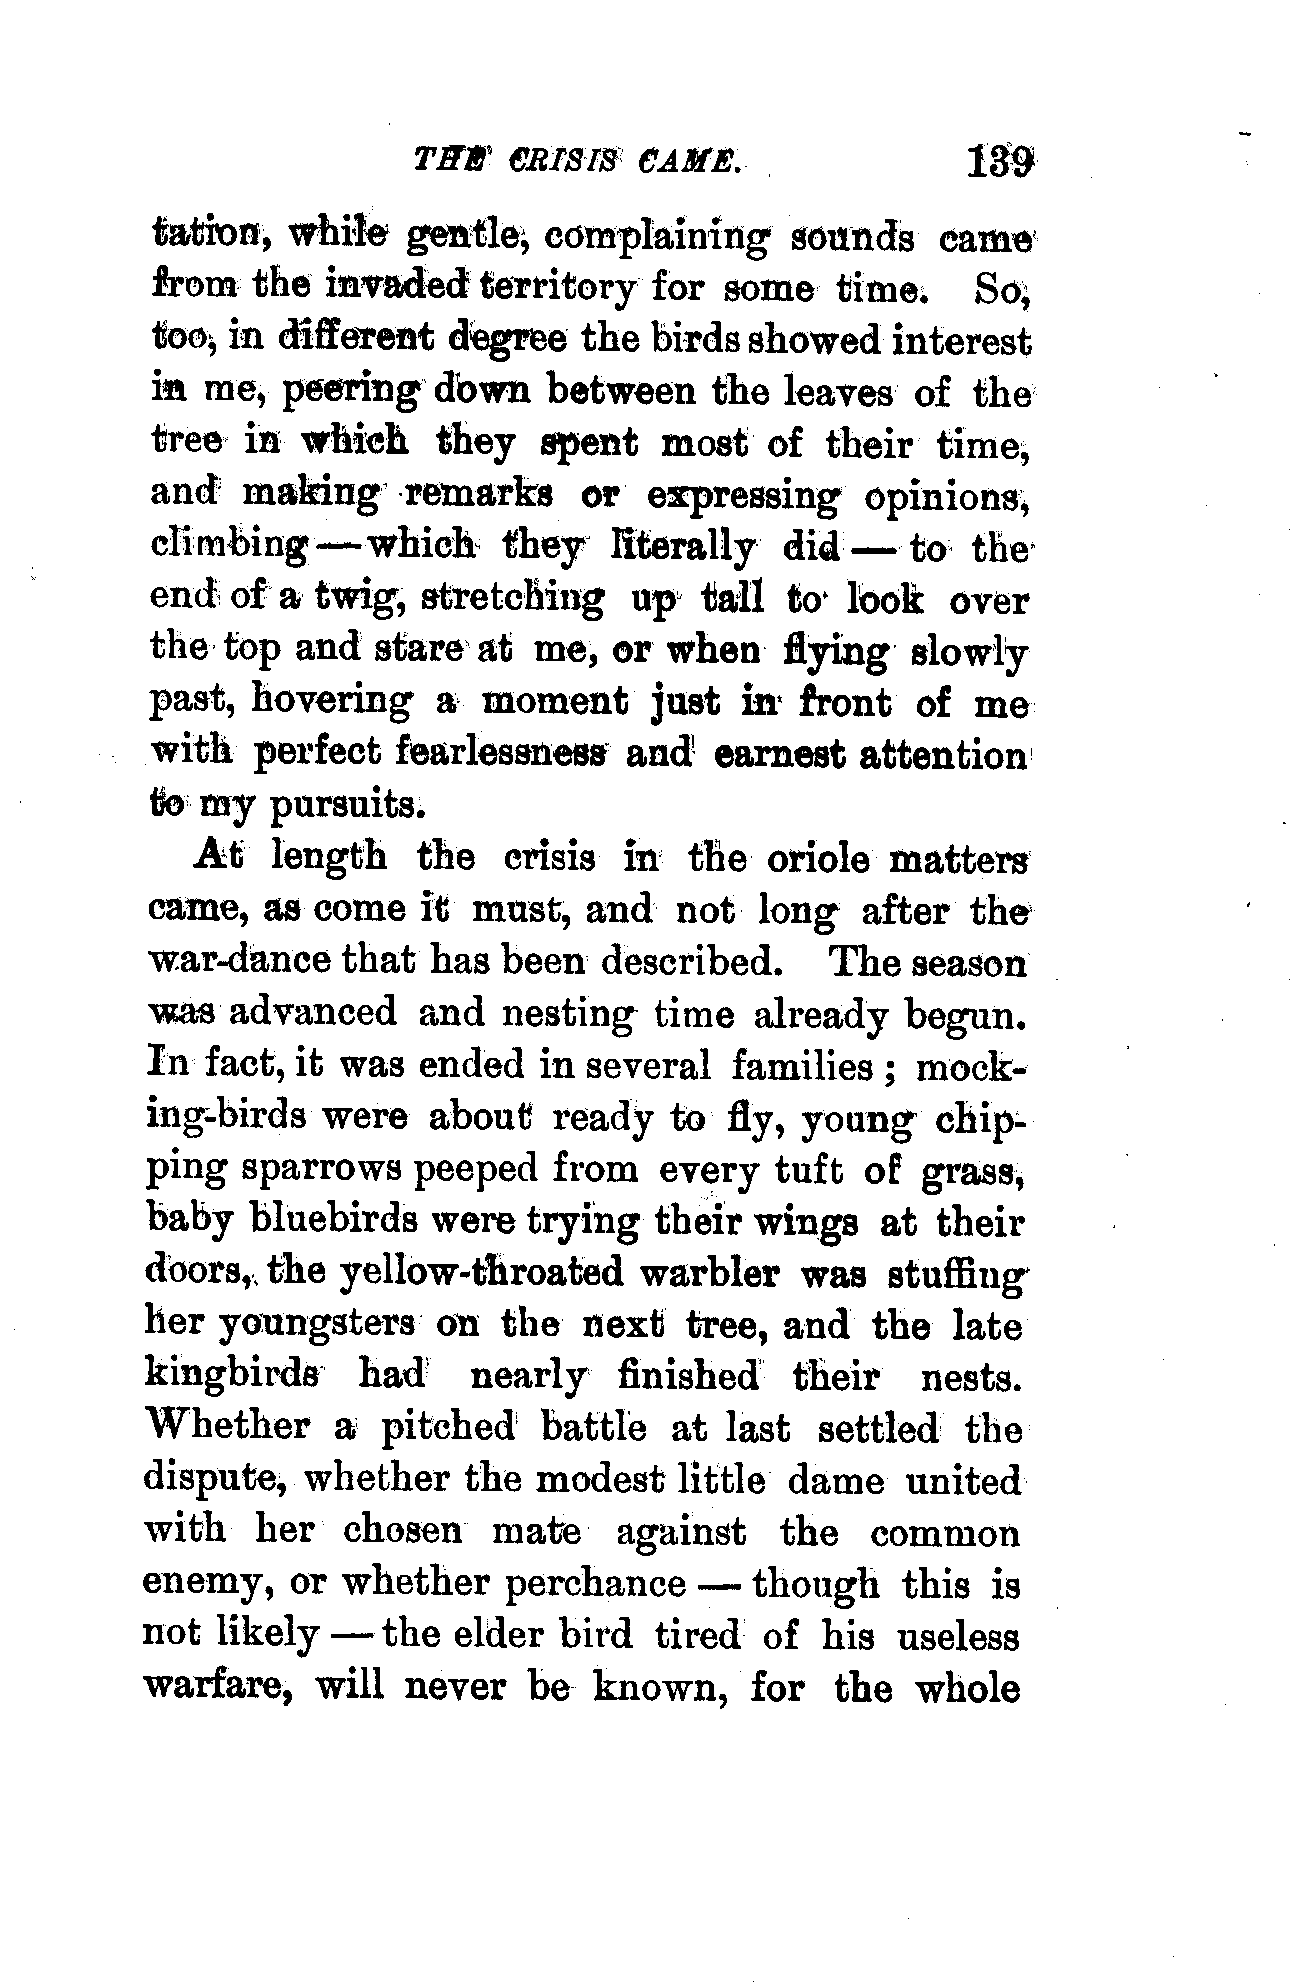 THE CRISIS CAME. 139
tation, while gentle, complaining sounds came
from the invaded territory for some time. So,
too, in different degree the birds showed interest
in me, peering down between the leaves of the
tree in which they spent most of their time,
and making remarks or expressing opinions,
climbing — which they literally did — to the
end of a twig, stretching up tall to look over
the top and stare at me, or when flying slowly
past, hovering a moment just in front of me
with perfect fearlessness and earnest attention
to my pursuits.
At length the crisis in the oriole matters
came, as come it must, and not long after the
war-dance that has been described. The season
was advanced and nesting time already begun.
In fact, it was ended in several families ; mock-
ing-birds were about ready to fly, young chip-
ping sparrows peeped from every tuft of grass,
baby bluebirds were trying their wings at their
doors, the yellow-throated warbler was stuffing
her youngsters on the next tree, and the late
kingbirds had nearly finished their nests.
Whether a pitched battle at last settled the
dispute, whether the modest little dame united
with her chosen mate against the common
enemy, or whether perchance — though this is
not likely — the elder bird tired of his useless
warfare, will never be known, for the whole